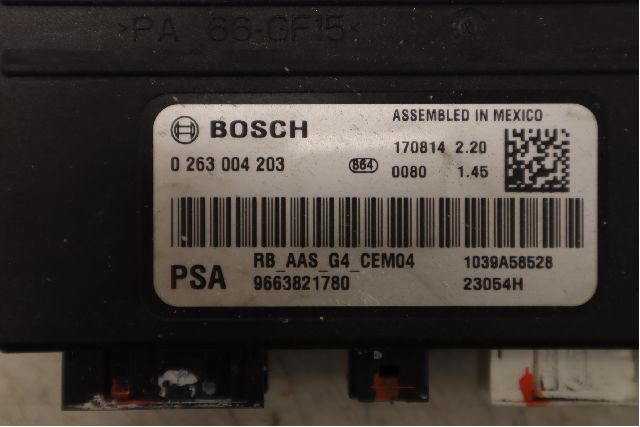 >PA 66-GF15<
BOSCH
ASSEMBLED IN MEXICO
0 263 004 203
864
170814 2.20
0080 1.45
PSA
RB_AAS_G4_CEM04
9663821780
1039A58528
23054H